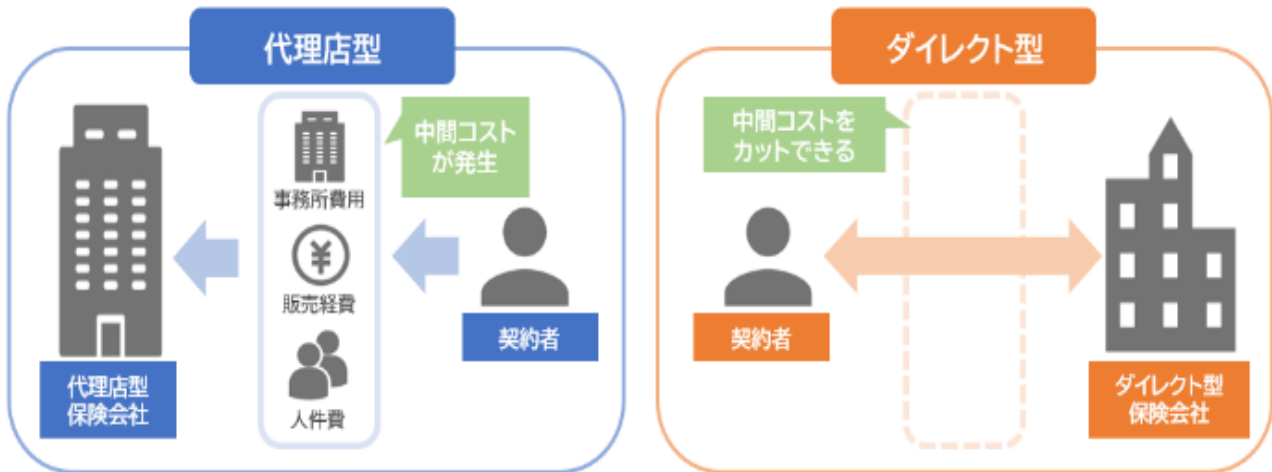 代理店型
中間コスト
が発生
事務所費用
¥
販売経費
人件費
契約者
代理店型
保険会社
ダイレクト型
中間コストを
カットできる
契約者
ダイレクト型
保険会社